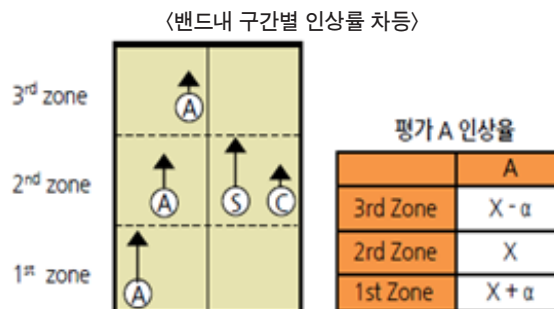 〈밴드내 구간별 인상률 차등〉
3rd zone
A
2nd zone
A S C
1st zone
A
평가 A 인상율
A
3rd Zone X - α
2rd Zone X
1st Zone X + α